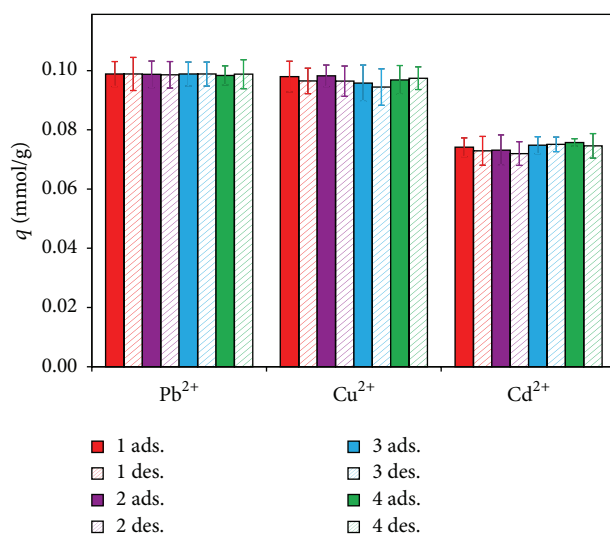 q (mmol/g)
0.10
0.08
0.06
0.04
0.02
0.00
Pb²⁺
Cu²⁺
Cd²⁺
1 ads.
1 des.
2 ads.
2 des.
3 ads.
3 des.
4 ads.
4 des.